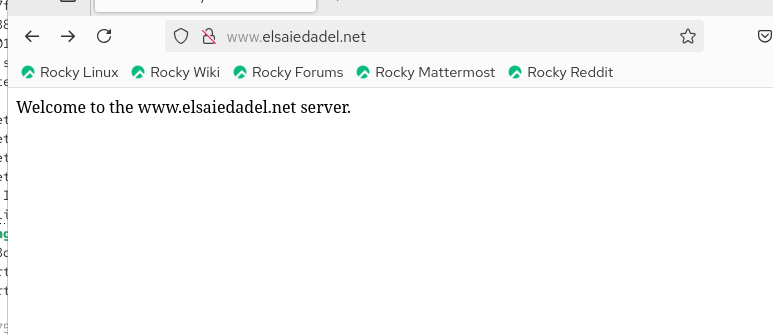 www.elsaiedadel.net
Rocky Linux Rocky Wiki Rocky Forums Rocky Mattermost Rocky Reddit
Welcome to the www.elsaiedadel.net server.